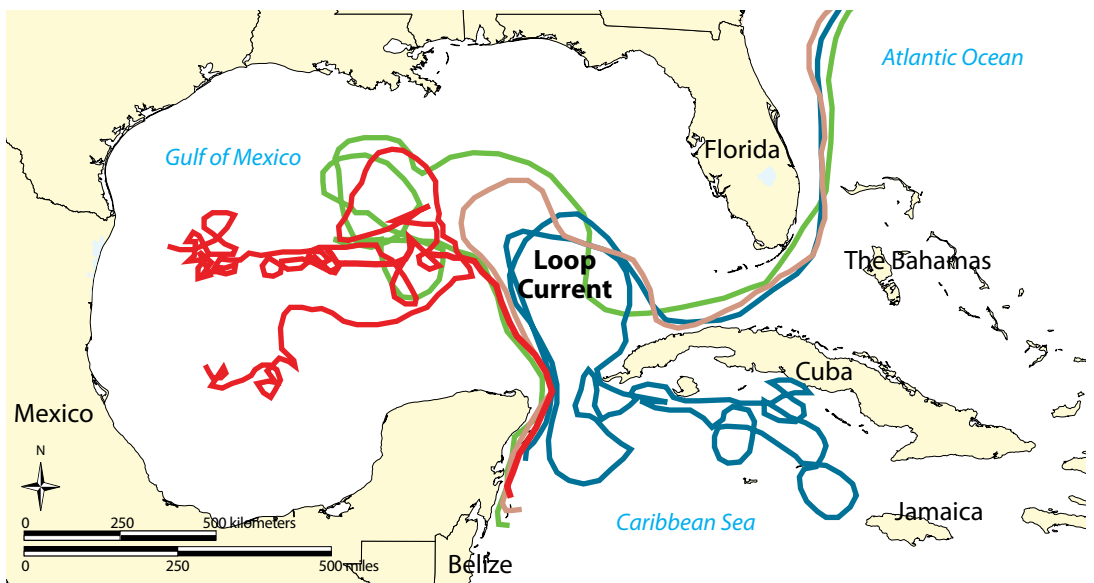 Atlantic Ocean
Florida
Gulf of Mexico
The Bahamas
Loop
Current
Cuba
Mexico
N
0 250 500 kilometers
Caribbean Sea
Jamaica
0 250 500 miles
Belize